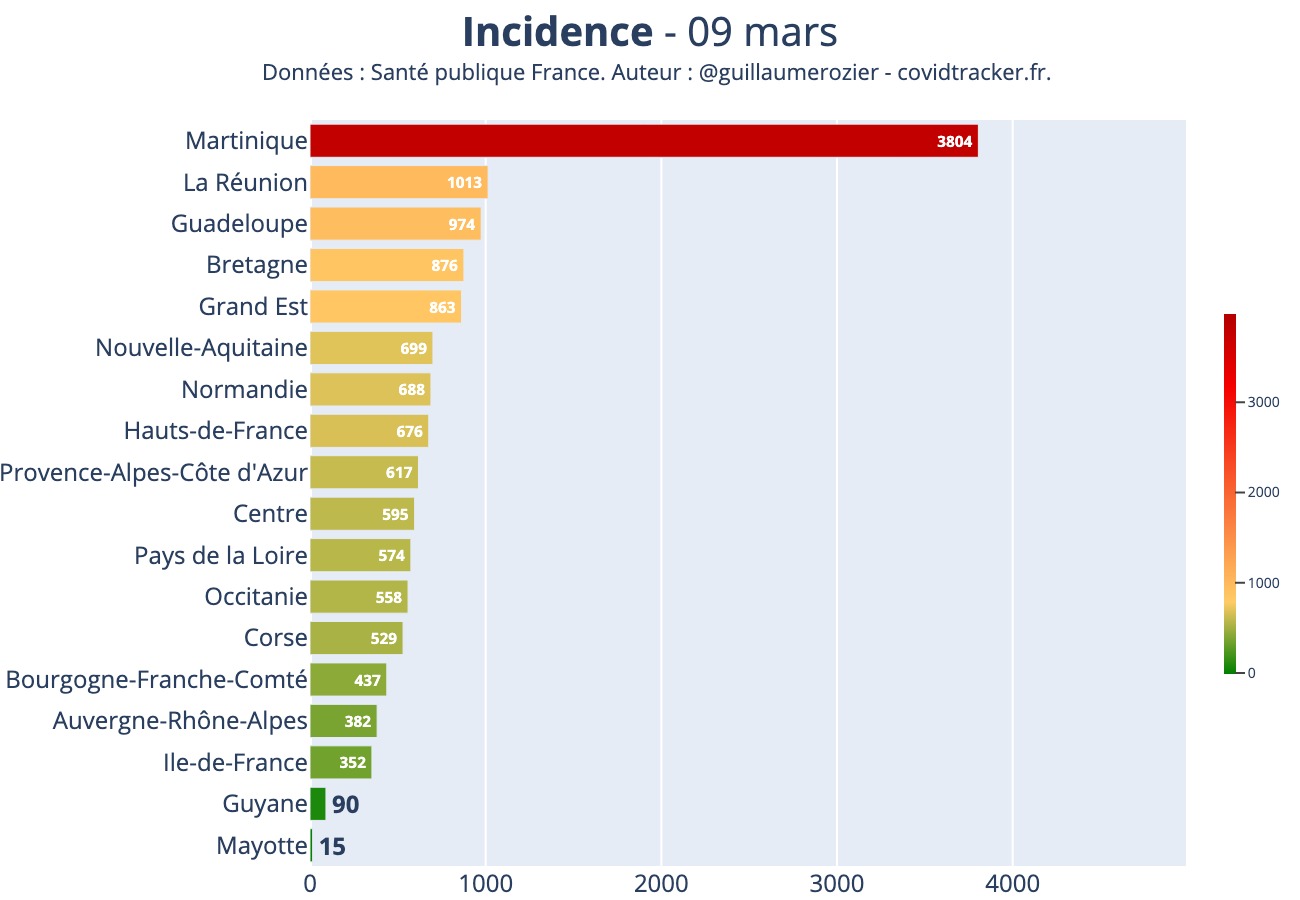 Incidence - 09 mars
Données : Santé publique France. Auteur : @guillaumerozier - covidtracker.fr.
Martinique 3804
La Réunion 1013
Guadeloupe 974
Bretagne 876
Grand Est 863
Nouvelle-Aquitaine 699
Normandie 688
Hauts-de-France 676
Provence-Alpes-Côte d'Azur 617
Centre 595
Pays de la Loire 574
Occitanie 558
Corse 529
Bourgogne-Franche-Comté 437
Auvergne-Rhône-Alpes 382
Ile-de-France 352
Guyane 90
Mayotte 15
0 1000 2000 3000 4000
3000
2000
1000
0